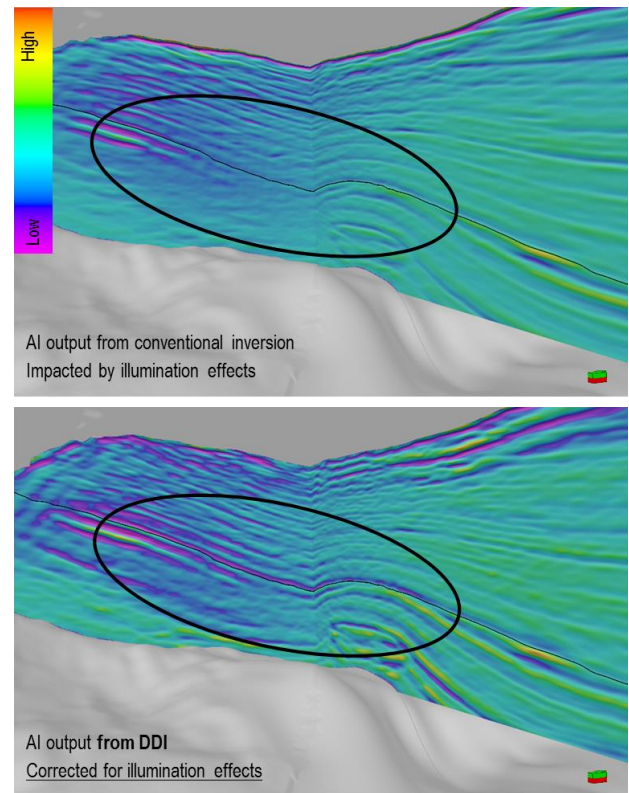 High
Low
AI output from conventional inversion
Impacted by illumination effects
AI output from DDI
Corrected for illumination effects